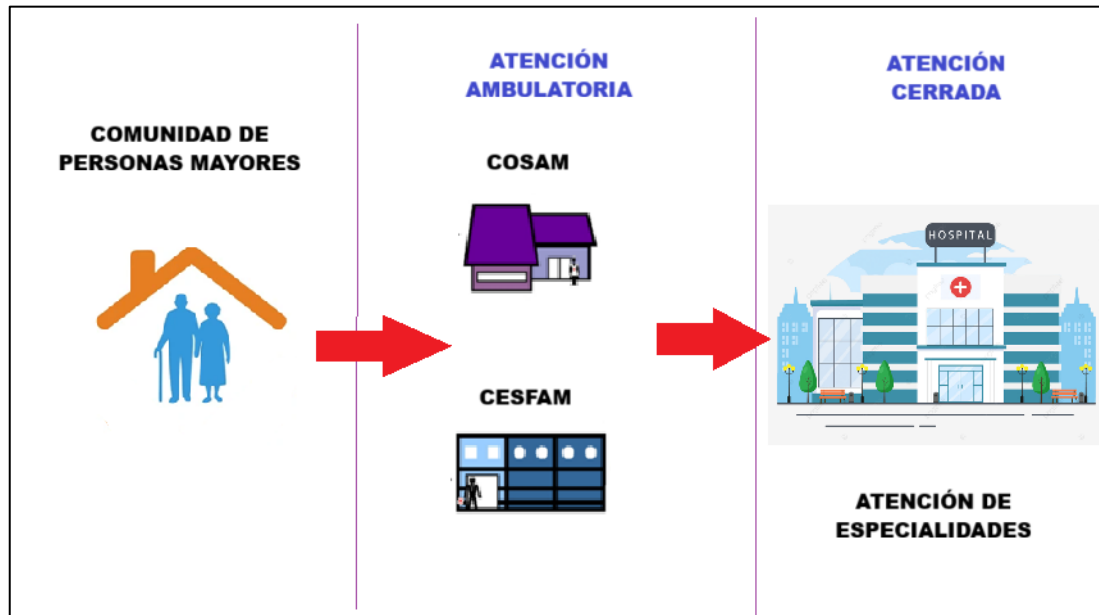 COMUNIDAD DE
PERSONAS MAYORES
ATENCIÓN
AMBULATORIA
COSAM
CESFAM
ATENCIÓN
CERRADA
HOSPITAL
ATENCIÓN DE
ESPECIALIDADES